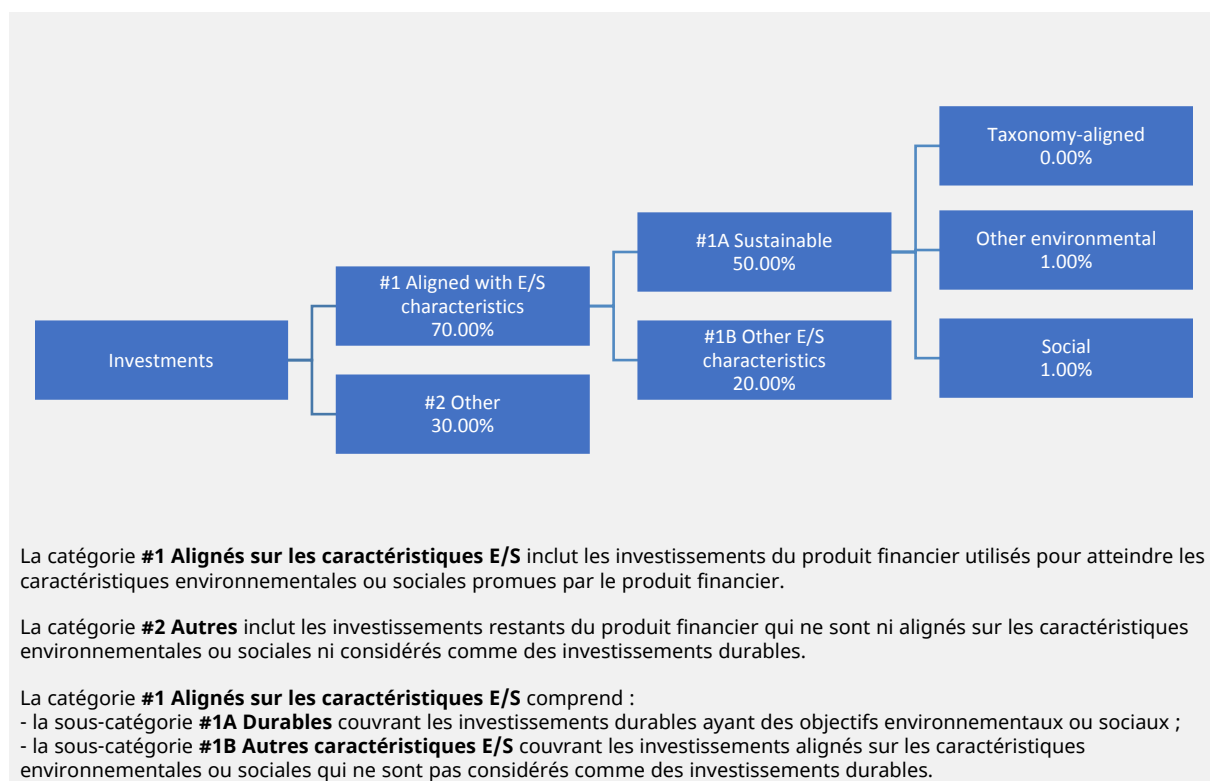 Taxonomy-aligned
0.00%
#1A Sustainable
50.00%
Other environmental
1.00%
#1 Aligned with E/S
characteristics
70.00%
Investments
#1B Other E/S
characteristics
20.00%
Social
1.00%
#2 Other
30.00%
La catégorie #1 Alignés sur les caractéristiques E/S inclut les investissements du produit financier utilisés pour atteindre les
caractéristiques environnementales ou sociales promues par le produit financier.
La catégorie #2 Autres inclut les investissements restants du produit financier qui ne sont ni alignés sur les caractéristiques
environnementales ou sociales ni considérés comme des investissements durables.
La catégorie #1 Alignés sur les caractéristiques E/S comprend :
- la sous-catégorie #1A Durables couvrant les investissements durables ayant des objectifs environnementaux ou sociaux ;
- la sous-catégorie #1B Autres caractéristiques E/S couvrant les investissements alignés sur les caractéristiques
environnementales ou sociales qui ne sont pas considérés comme des investissements durables.